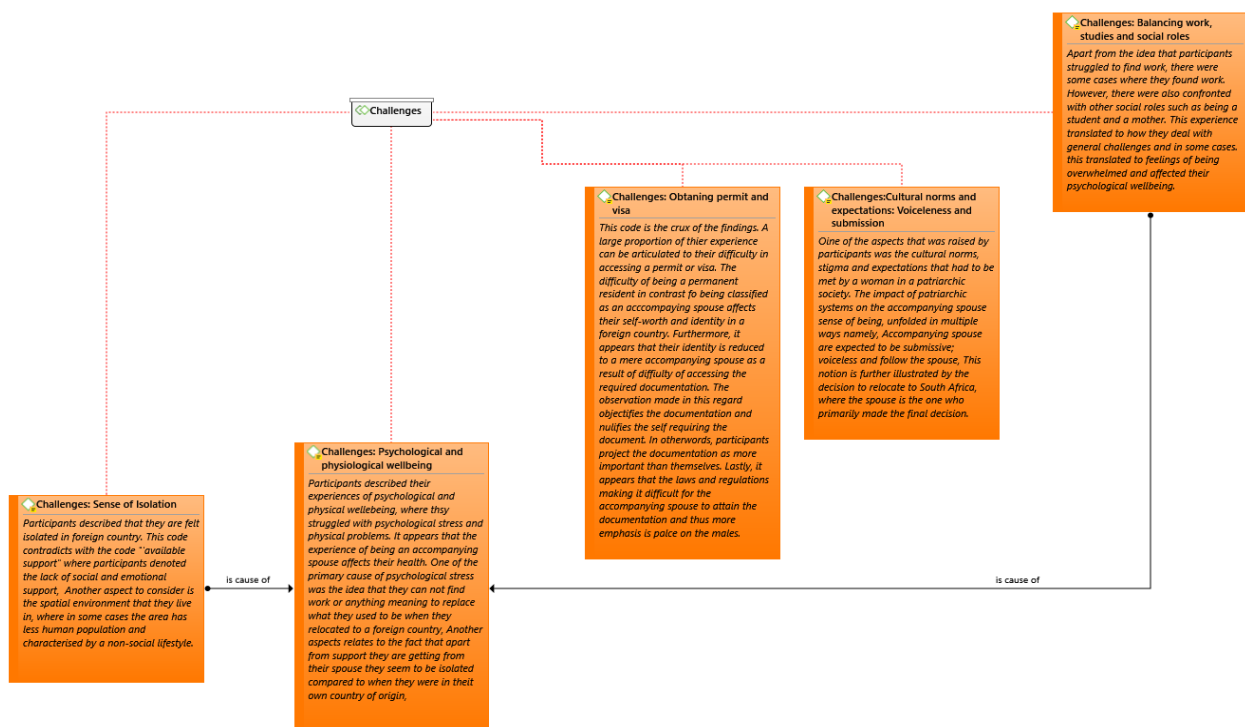 Challenges: Balancing work,
studies and social roles
Apart from the idea that participants
struggled to find work, there were
some cases where they found work.
However, there were also confronted
with other social roles such as being a
student and a mother. This experience
translated to how they deal with
general challenges and in some cases.
this translated to feelings of being
overwhelmed and affected their
psychological wellbeing.
Challenges
Challenges: Obtaning permit and
visa
This code is the crux of the findings. A
large proportion of thier experience
can be articulated to their difficulty in
accessing a permit or visa. The
difficulty of being a permanent
resident in contrast fo being classified
as an acccompaying spouse affects
their self-worth and identity in a
foreign country. Furthermore, it
appears that their identity is reduced
to a mere accompanying spouse as a
result of diffiulty of accessing the
required documentation. The
observation made in this regard
objectifies the documentation and
nulifies the self requiring the
document. In otherwords, participants
project the documentation as more
important than themselves. Lastly, it
appears that the laws and regulations
making it difficult for the
accompanying spouse to attain the
documentation and thus more
emphasis is palce on the males.
Challenges:Cultural norms and
expectations: Voiceleness and
submission
Oine of the aspects that was raised by
participants was the cultural norms,
stigma and expectations that had to be
met by a woman in a patriarchic
society. The impact of patriarchic
systems on the accompanying spouse
sense of being, unfolded in multiple
ways namely, Accompanying spouse
are expected to be submissive;
voiceless and follow the spouse, This
notion is further illustrated by the
decision to relocate to South Africa,
where the spouse is the one who
primarily made the final decision.
Challenges: Psychological and
physiological wellbeing
Participants described their
experiences of psychological and
physical wellebeing, where thsy
struggled with psychological stress and
physical problems. It appears that the
experience of being an accompanying
spouse affects their health. One of the
primary cause of psychological stress
was the idea that they can not find
work or anything meaning to replace
what they used to be when they
relocated to a foreign country, Another
aspects relates to the fact that apart
from support they are getting from
their spouse they seem to be isolated
compared to when they were in theit
own country of origin,
Challenges: Sense of Isolation
Participants described that they are felt
isolated in foreign country. This code
contradicts with the code "'available
support" where participants denoted
the lack of social and emotional
support, Another aspect to consider is
the spatial environment that they live
in, where in some cases the area has
less human population and
characterised by a non-social lifestyle.
is cause of
is cause of